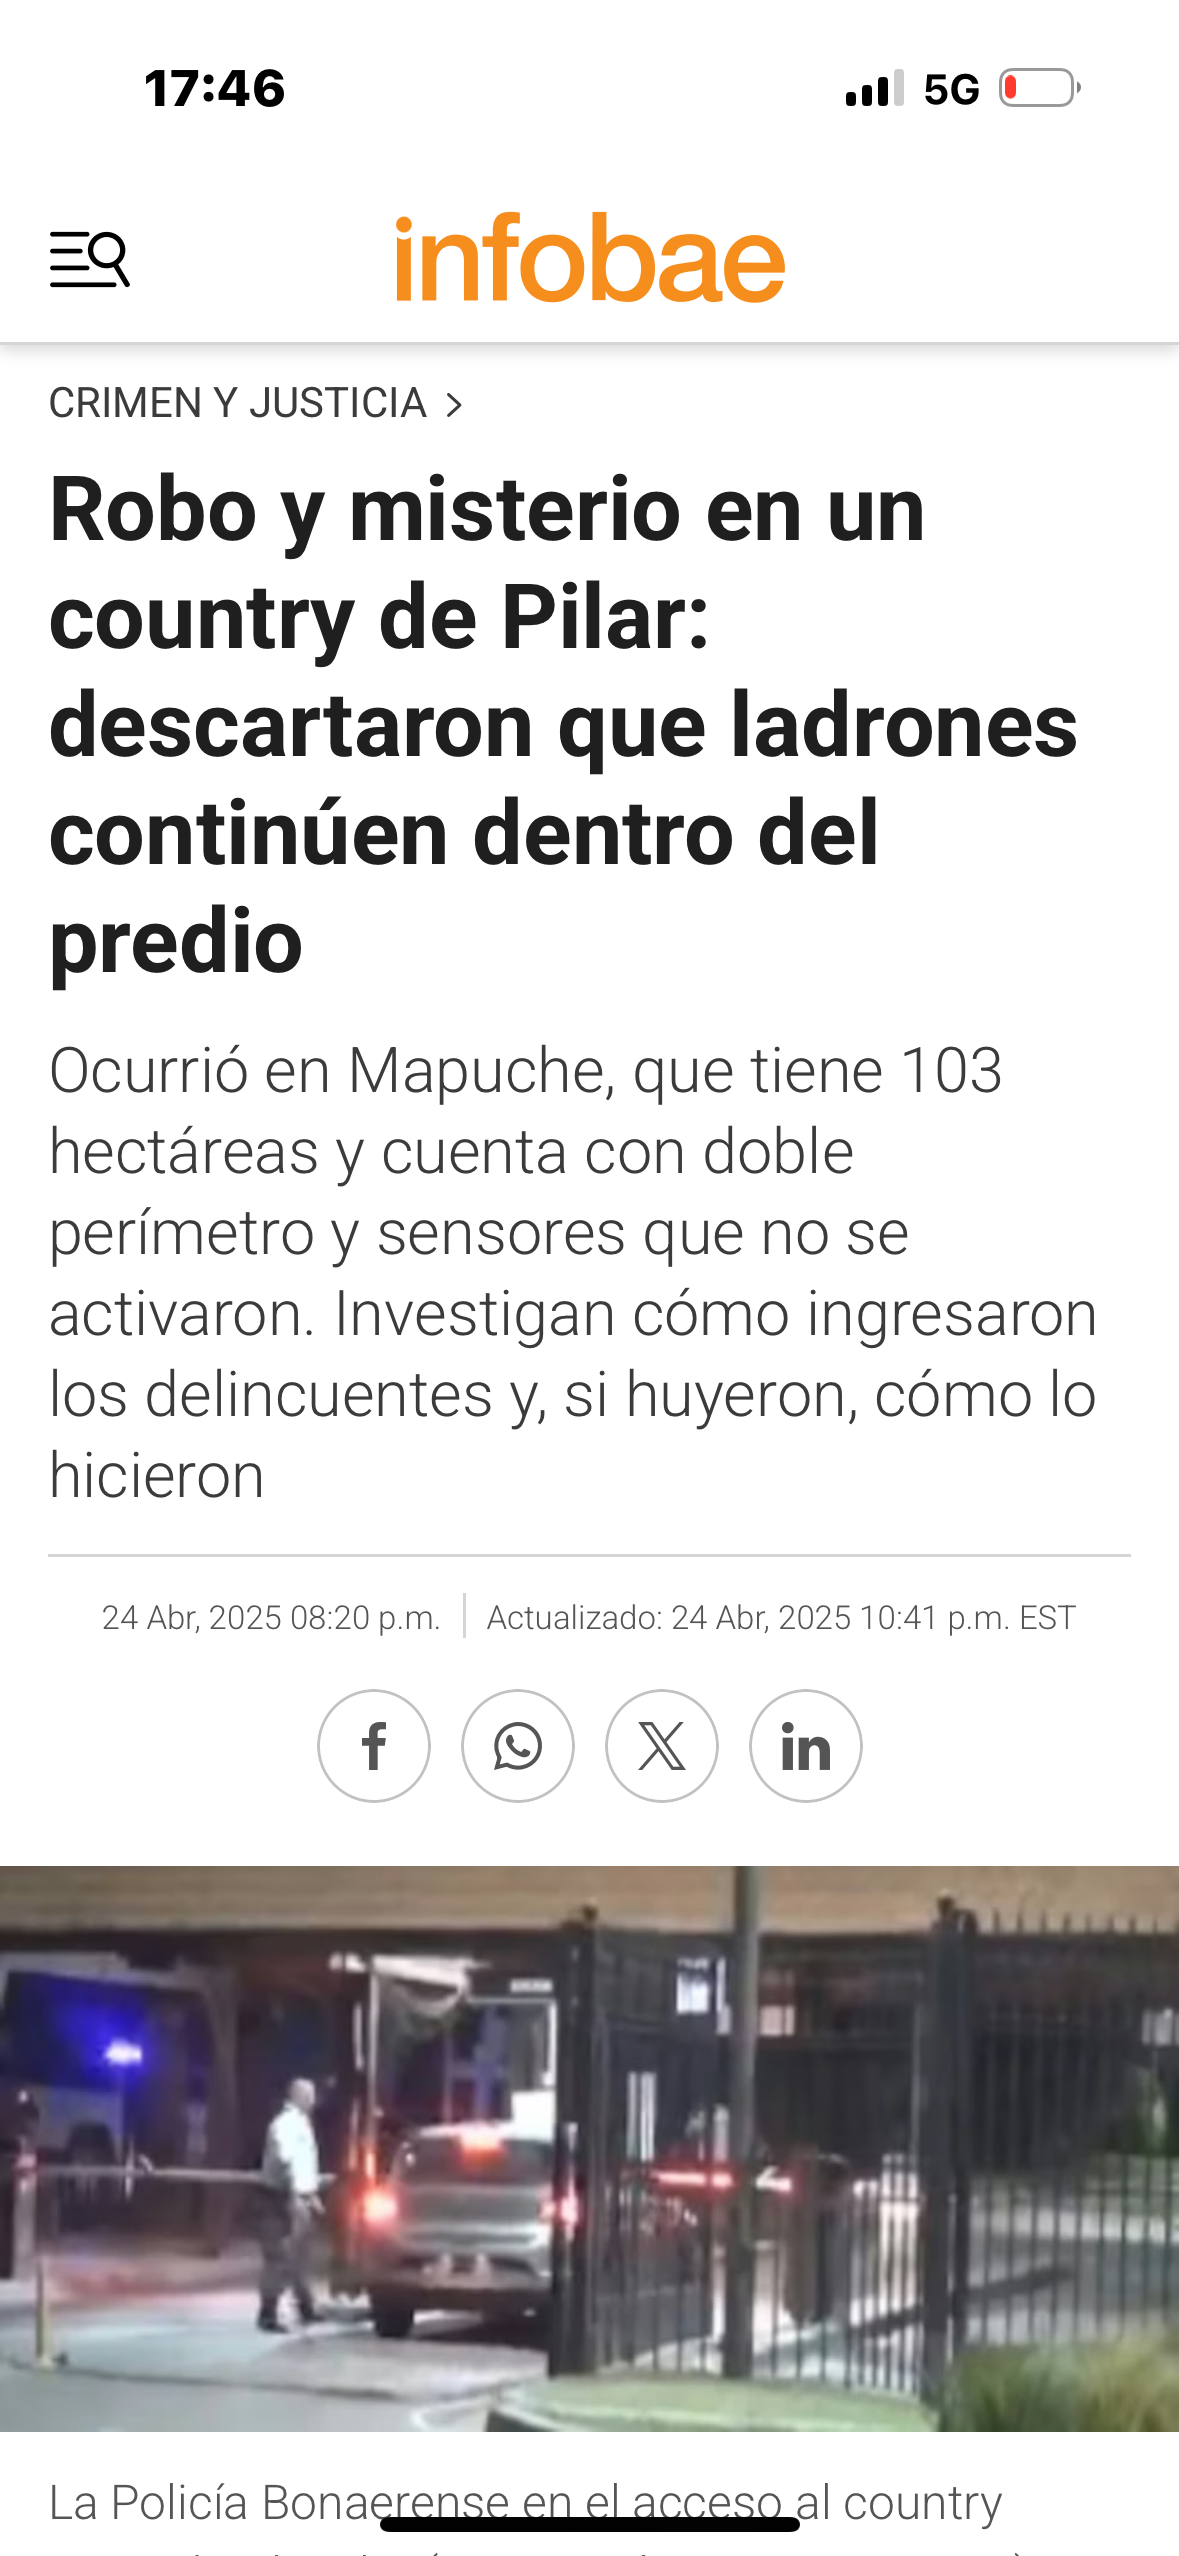 17:46
5G
infobae
CRIMEN Y JUSTICIA >
Robo y misterio en un
country de Pilar:
descartaron que ladrones
continúen dentro del
predio
Ocurrió en Mapuche, que tiene 103
hectáreas y cuenta con doble
perímetro y sensores que no se
activaron. Investigan cómo ingresaron
los delincuentes y, si huyeron, cómo lo
hicieron
24 Abr, 2025 08:20 p.m. | Actualizado: 24 Abr, 2025 10:41 p.m. EST
La Policía Bonaerense en el acceso al country